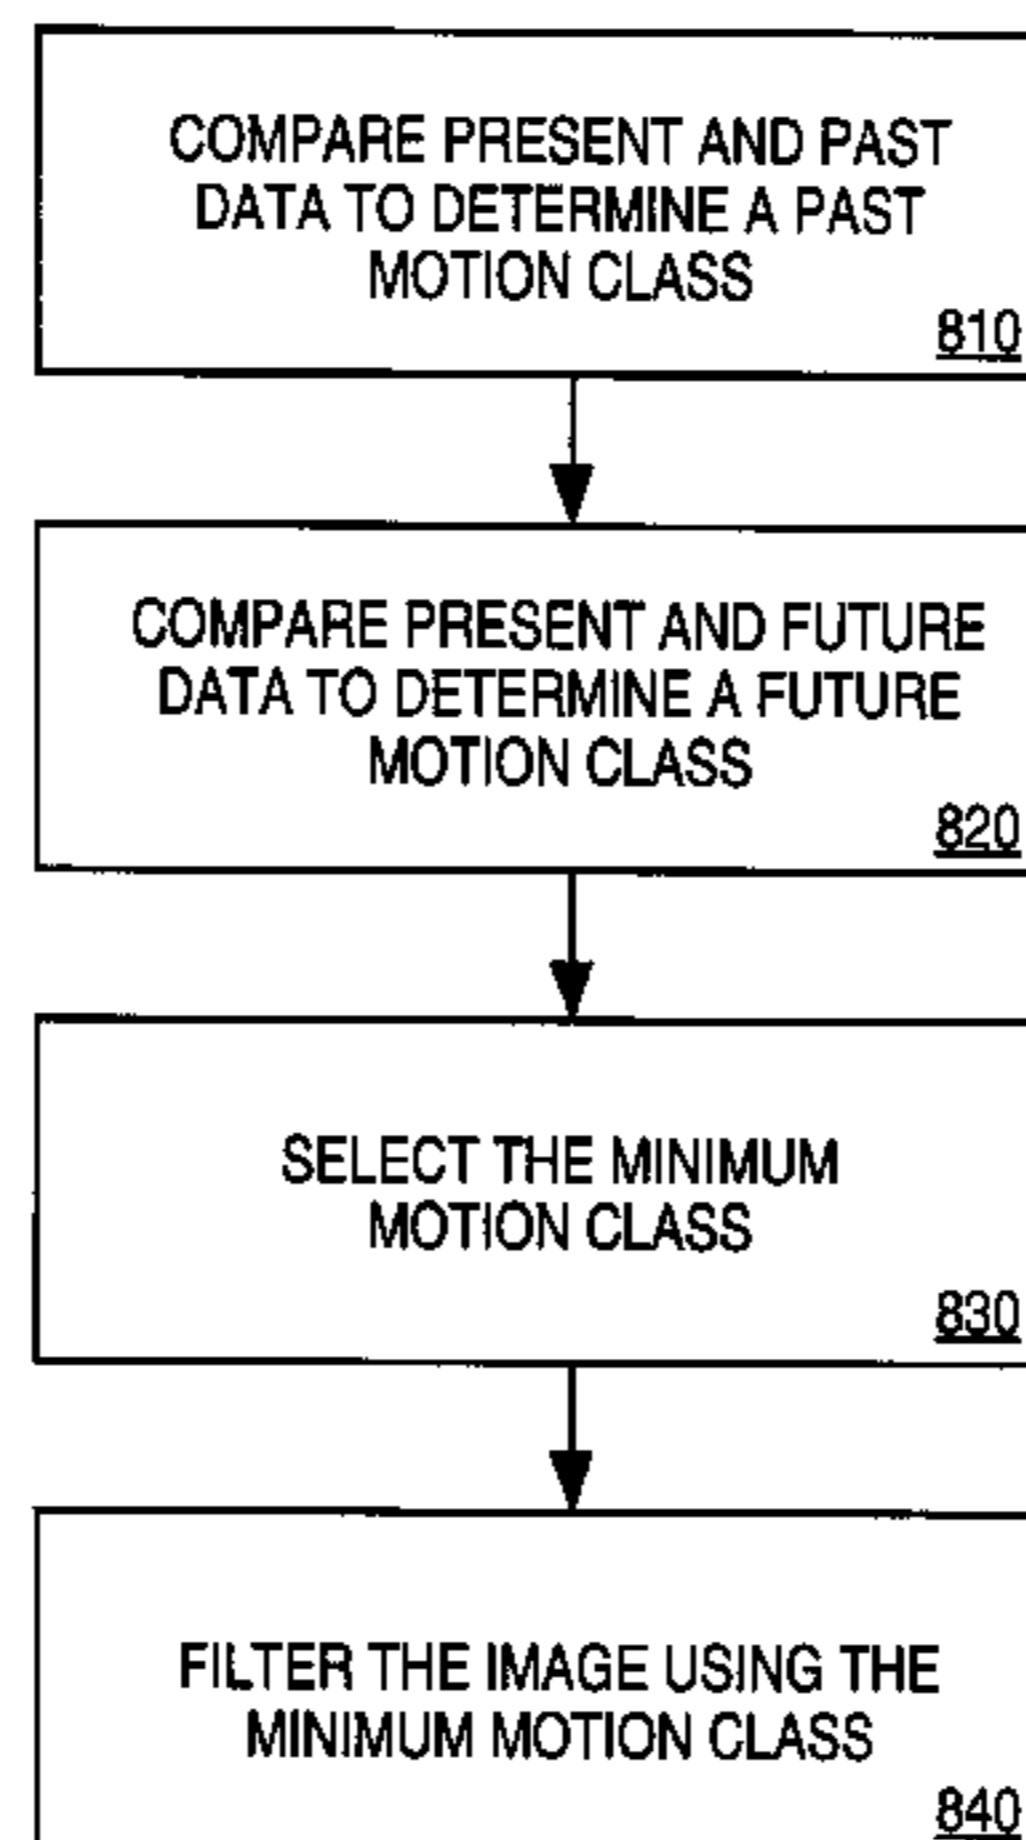 COMPARE PRESENT AND PAST
DATA TO DETERMINE A PAST
MOTION CLASS
810
COMPARE PRESENT AND FUTURE
DATA TO DETERMINE A FUTURE
MOTION CLASS
820
SELECT THE MINIMUM
MOTION CLASS
830
FILTER THE IMAGE USING THE
MINIMUM MOTION CLASS
840